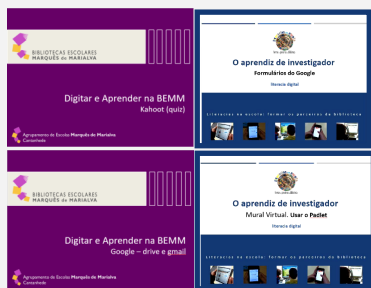 BIBLIOTECAS ESCOLARES
MARQUÊS DE MARIALVA
Digitar e Aprender na BEMM
Kahoot (quiz)
Agrupamento de Escolas Marquês de Marialva
Cantanhede
O aprendiz de investigador
Formulários do Google
literacia digital
Literacias na escola: formar os parceiros da biblioteca
BIBLIOTECAS ESCOLARES
MARQUÊS DE MARIALVA
Digitar e Aprender na BEMM
Google – drive e gmail
Agrupamento de Escolas Marquês de Marialva
Cantanhede
O aprendiz de investigador
Mural Virtual. Usar o Padlet
literacia digital
Literacias na escola: formar os parceiros da biblioteca